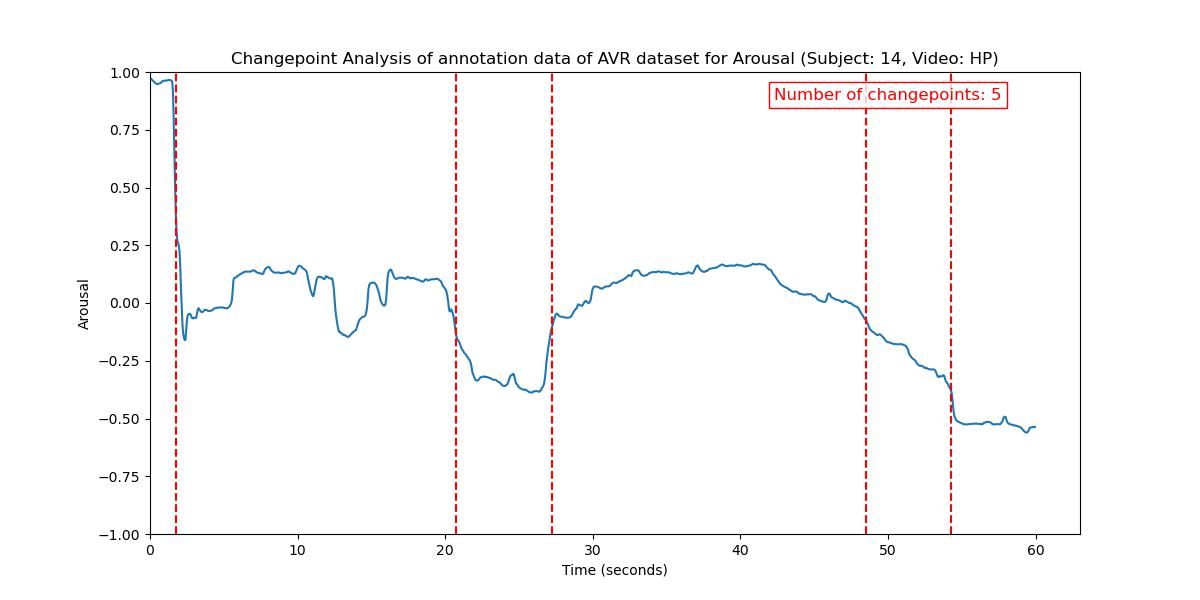 Changepoint Analysis of annotation data of AVR dataset for Arousal (Subject: 14, Video: HP)
Number of changepoints: 5
1.00
0.75
0.50
0.25
0.00
−0.25
−0.50
−0.75
−1.00
Arousal
0 10 20 30 40 50 60
Time (seconds)